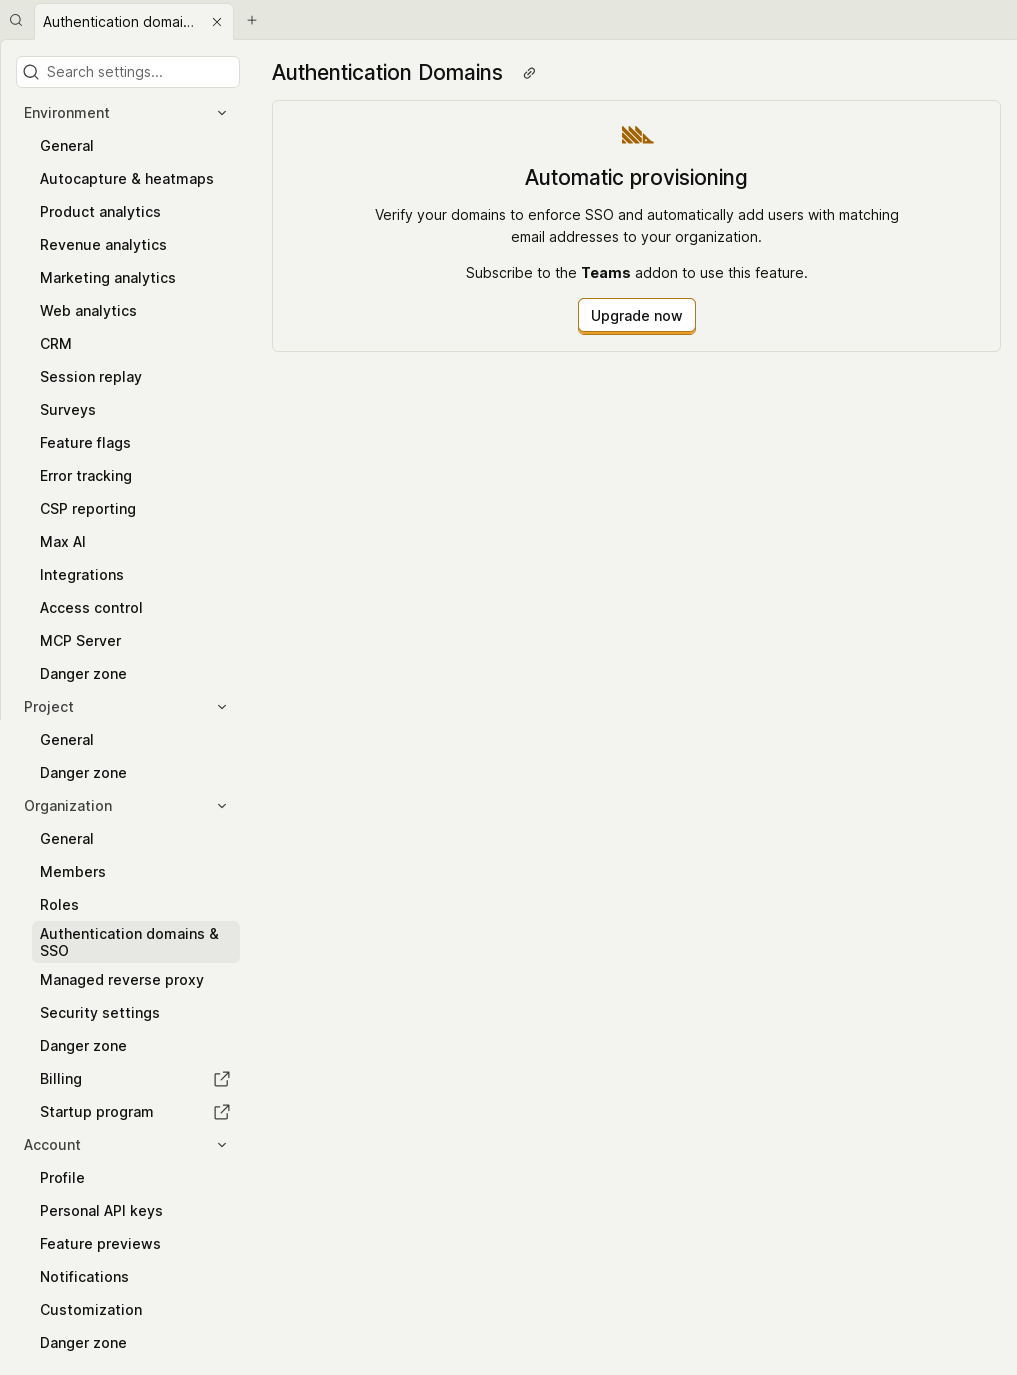 Authentication domai...
Search settings...
Environment
General
Autocapture & heatmaps
Product analytics
Revenue analytics
Marketing analytics
Web analytics
CRM
Session replay
Surveys
Feature flags
Error tracking
CSP reporting
Max AI
Integrations
Access control
MCP Server
Danger zone
Project
General
Danger zone
Organization
General
Members
Roles
Authentication domains &
SSO
Managed reverse proxy
Security settings
Danger zone
Billing
Startup program
Account
Profile
Personal API keys
Feature previews
Notifications
Customization
Danger zone
Authentication Domains
Automatic provisioning
Verify your domains to enforce SSO and automatically add users with matching
email addresses to your organization.
Subscribe to the Teams addon to use this feature.
Upgrade now